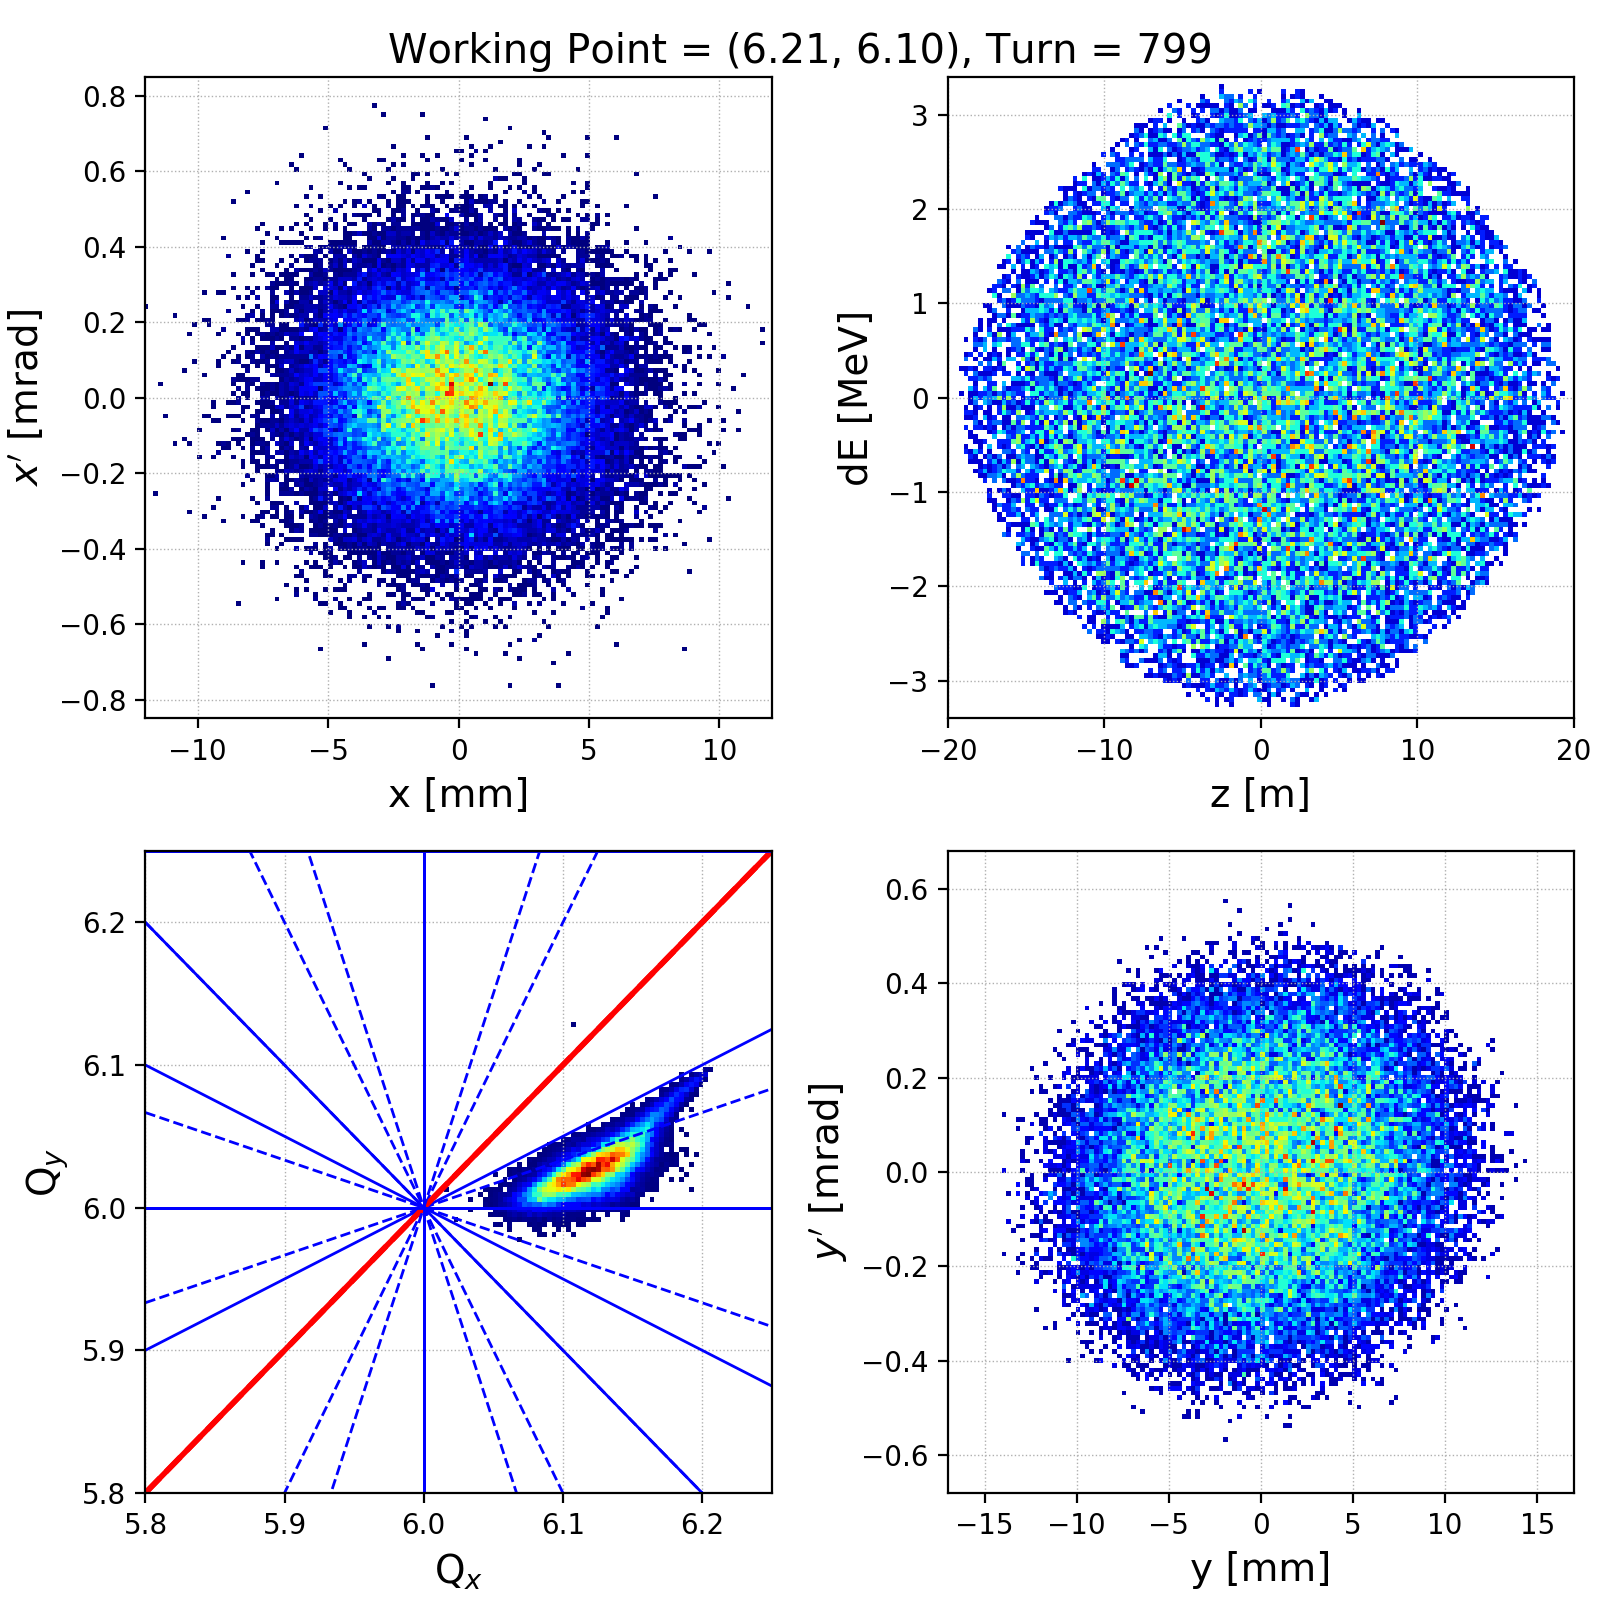 Working Point = (6.21, 6.10), Turn = 799
0.8
0.6
0.4
0.2
0.0
−0.2
−0.4
−0.6
−0.8
x′ [mrad]
−10 −5 0 5 10
x [mm]
3
2
1
0
−1
−2
−3
dE [MeV]
−20 −10 0 10 20
z [m]
6.2
6.1
6.0
5.9
5.8
Qy
5.8 5.9 6.0 6.1 6.2
Qx
0.6
0.4
0.2
0.0
−0.2
−0.4
−0.6
y′ [mrad]
−15 −10 −5 0 5 10 15
y [mm]